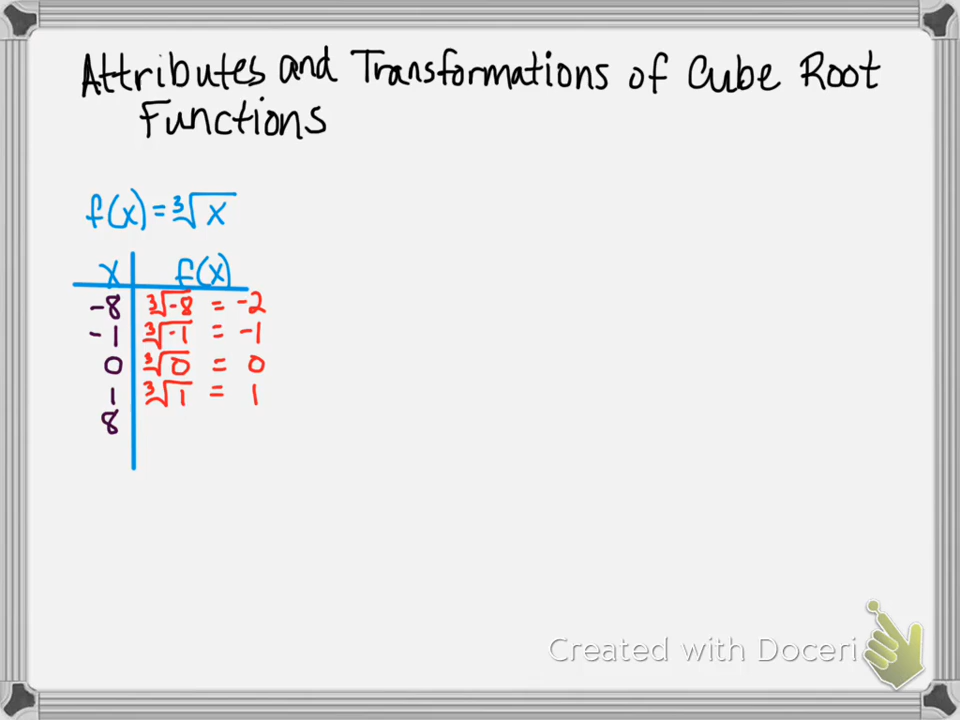 Attributes and Transformations of Cube Root
Functions
f(x) = ∛x
x f(x)
-8 ∛-8 = -2
-1 ∛-1 = -1
0 ∛0 = 0
1 ∛1 = 1
8
Created with Doceri